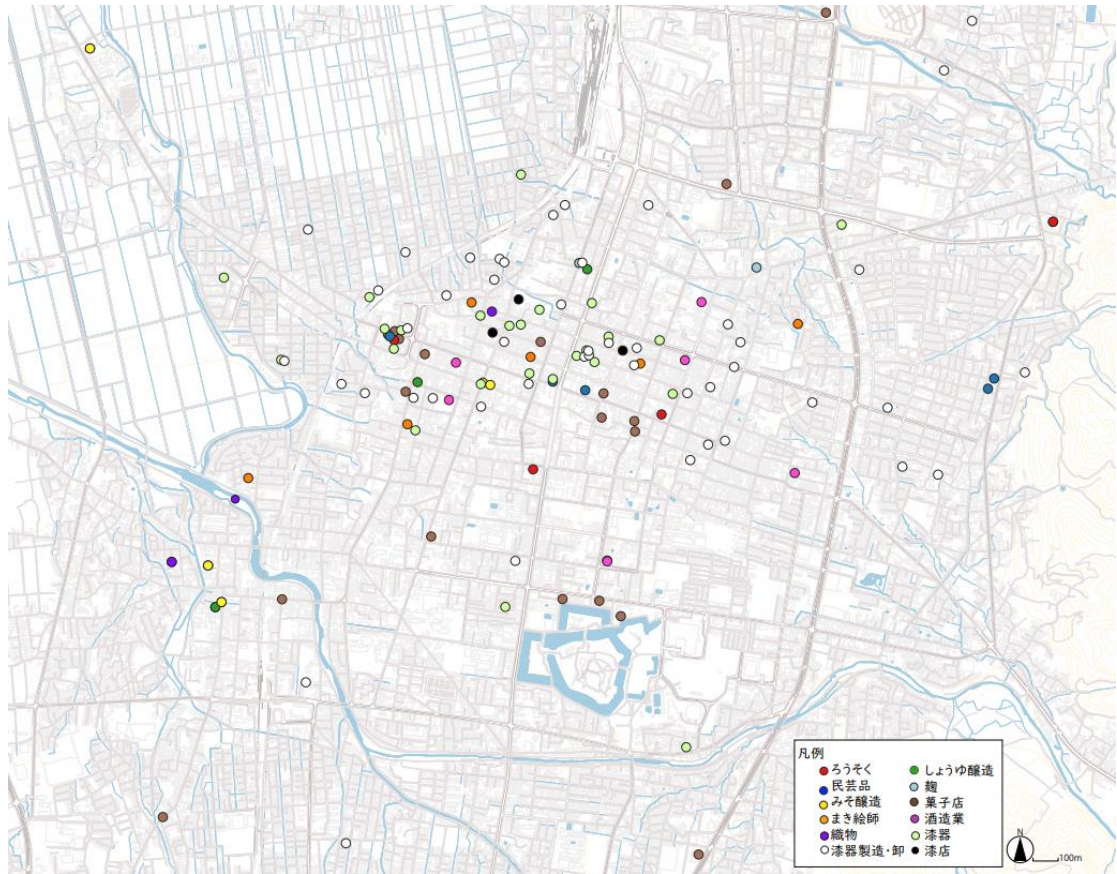 凡例
ろうそく
民芸品
みそ醸造
まき絵師
織物
漆器製造・卸
しょうゆ醸造
麹
菓子店
酒造業
漆器
漆店
N
100m